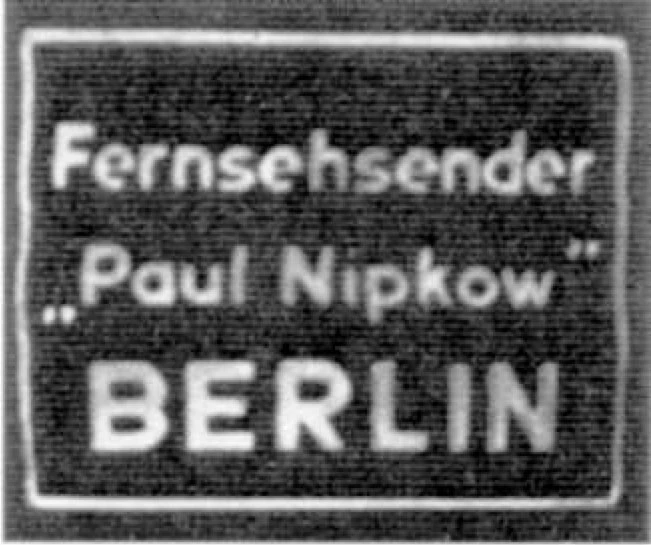 Fernsehsender
„Paul Nipkow"
BERLIN